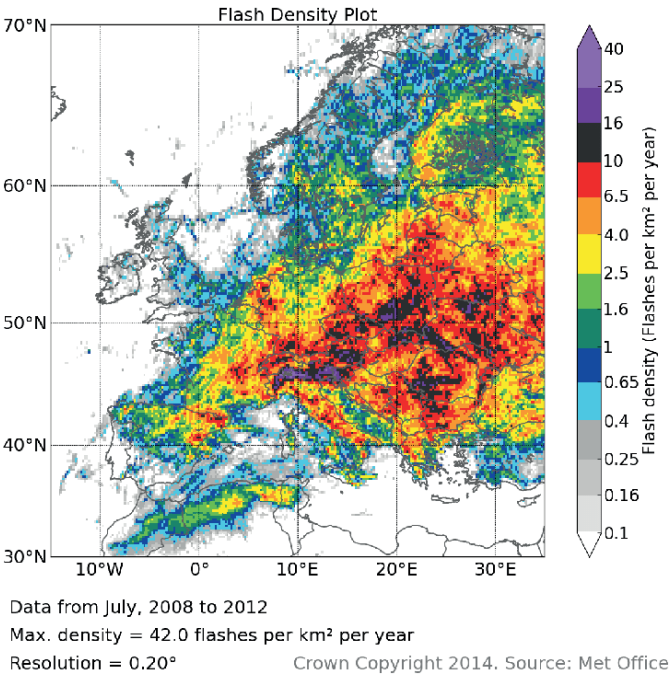 Flash Density Plot
70°N
60°N
50°N
40°N
30°N
10°W 0° 10°E 20°E 30°E
40
25
16
10
6.5
4.0
2.5
1.6
1
0.65
0.4
0.25
0.16
0.1
Flash density (Flashes per km² per year)
Data from July, 2008 to 2012
Max. density = 42.0 flashes per km² per year
Resolution = 0.20°
Crown Copyright 2014. Source: Met Office